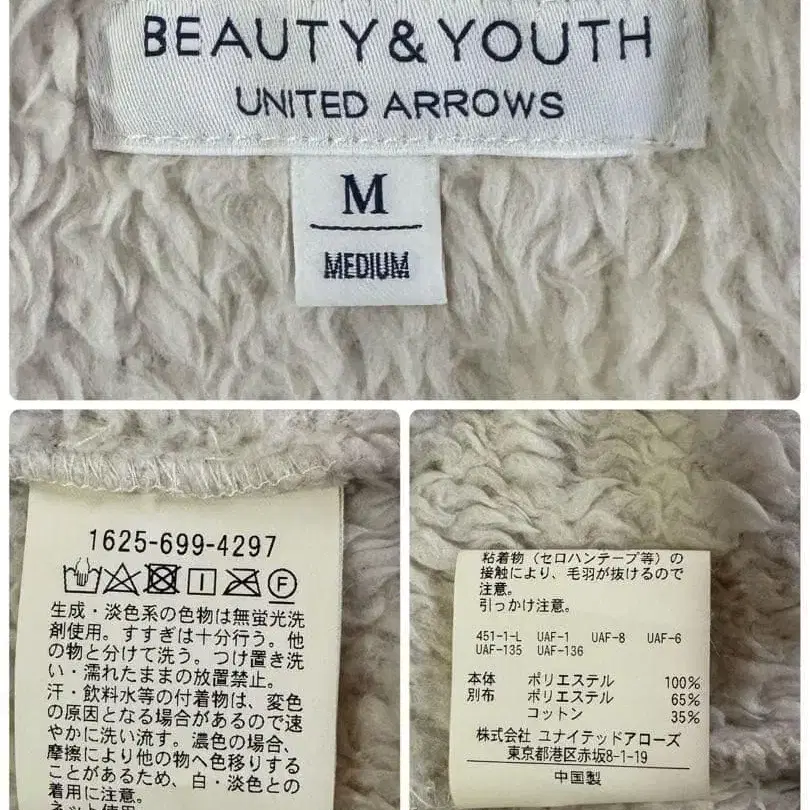 BEAUTY&YOUTH
UNITED ARROWS
M
MEDIUM
1625-699-4297
F
生成・淡色系の色物は無蛍光洗
剤使用。すすぎは十分行う。他
の物と分けて洗う。つけ置き洗
い・濡れたままの放置禁止。
汗・飲料水等の付着物は、変色
の原因となる場合があるので速
やかに洗い流す。濃色の場合、
摩擦により他の物へ色移りする
ことがあるため、白・淡色との
着用に注意。
ネット使用
粘着物（セロハンテープ等）の
接触により、毛羽が抜けるので
注意。
引っかけ注意。
451-1-L UAF-1 UAF-8 UAF-6
UAF-135 UAF-136
本体 ポリエステル 100%
別布 ポリエステル 65%
コットン 35%
株式会社 ユナイテッドアローズ
東京都港区赤坂8-1-19
中国製